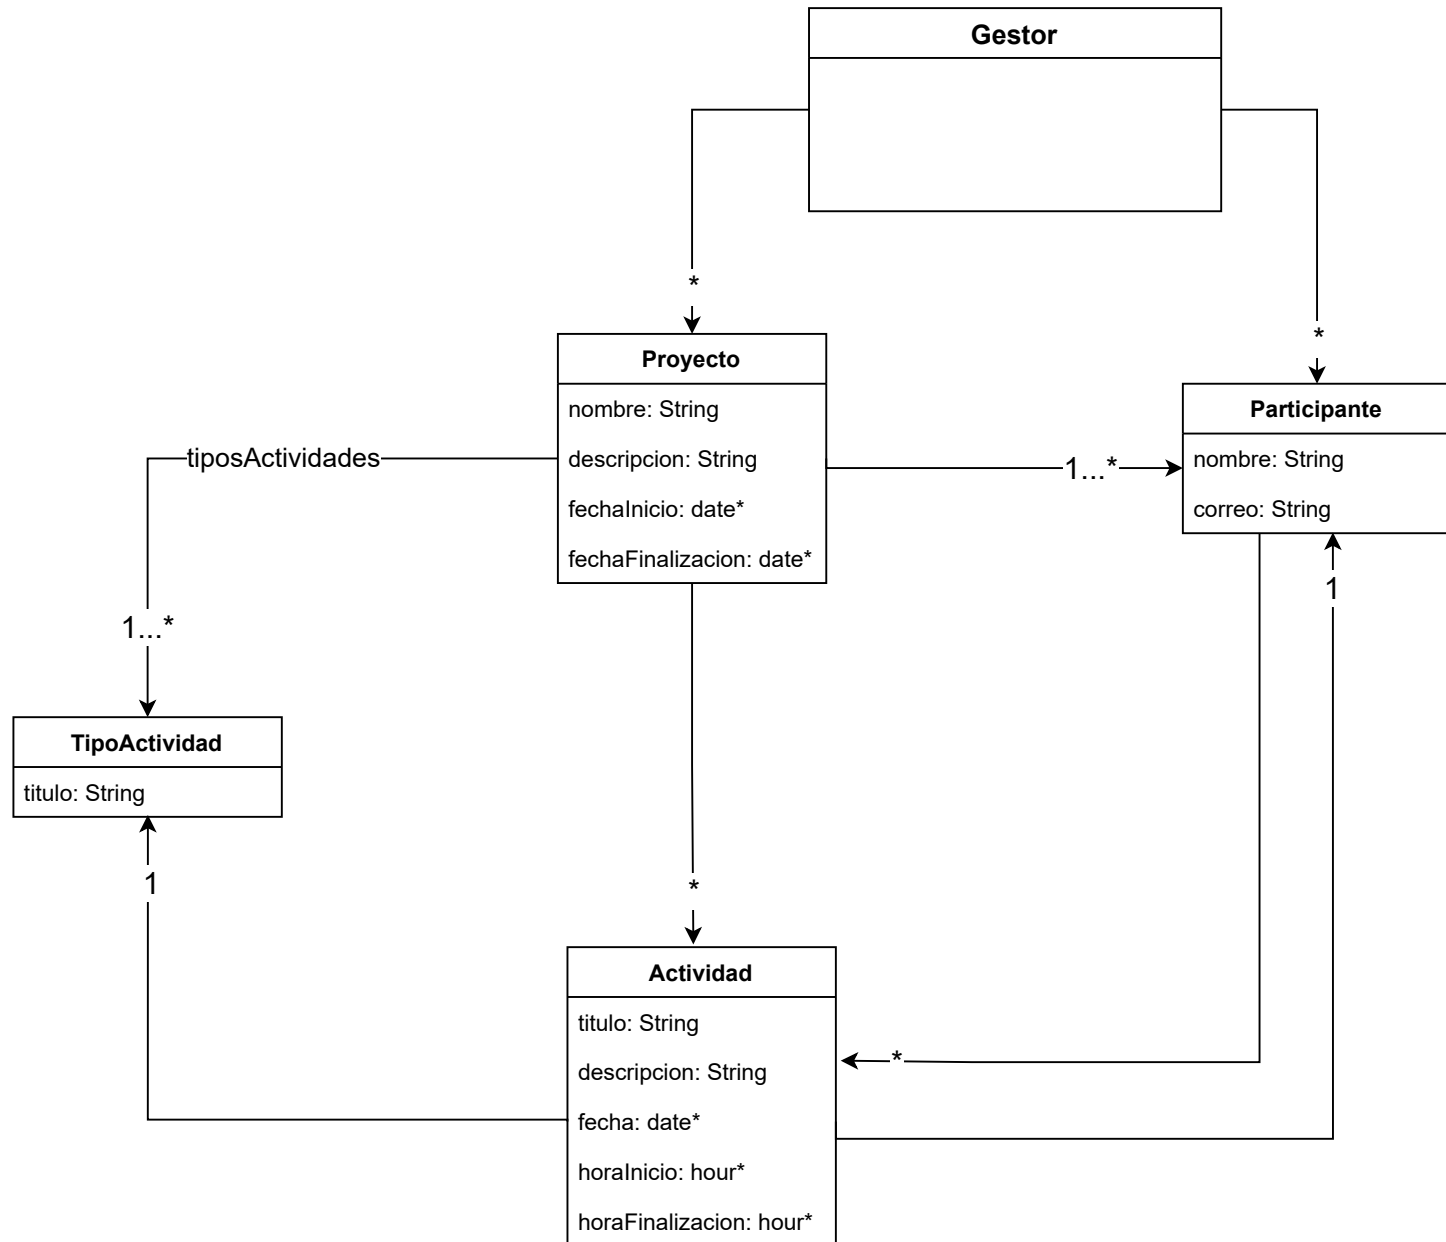 Gestor
*
*
Proyecto
nombre: String
descripcion: String
fechaInicio: date*
fechaFinalizacion: date*
Participante
nombre: String
correo: String
tiposActividades
1...*
1...*
1
TipoActividad
titulo: String
1
*
Actividad
titulo: String
descripcion: String
fecha: date*
horaInicio: hour*
horaFinalizacion: hour*
*